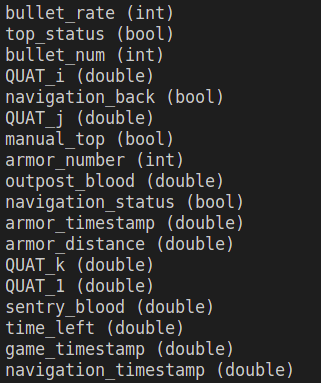 bullet_rate (int)
top_status (bool)
bullet_num (int)
QUAT_i (double)
navigation_back (bool)
QUAT_j (double)
manual_top (bool)
armor_number (int)
outpost_blood (double)
navigation_status (bool)
armor_timestamp (double)
armor_distance (double)
QUAT_k (double)
QUAT_1 (double)
sentry_blood (double)
time_left (double)
game_timestamp (double)
navigation_timestamp (double)